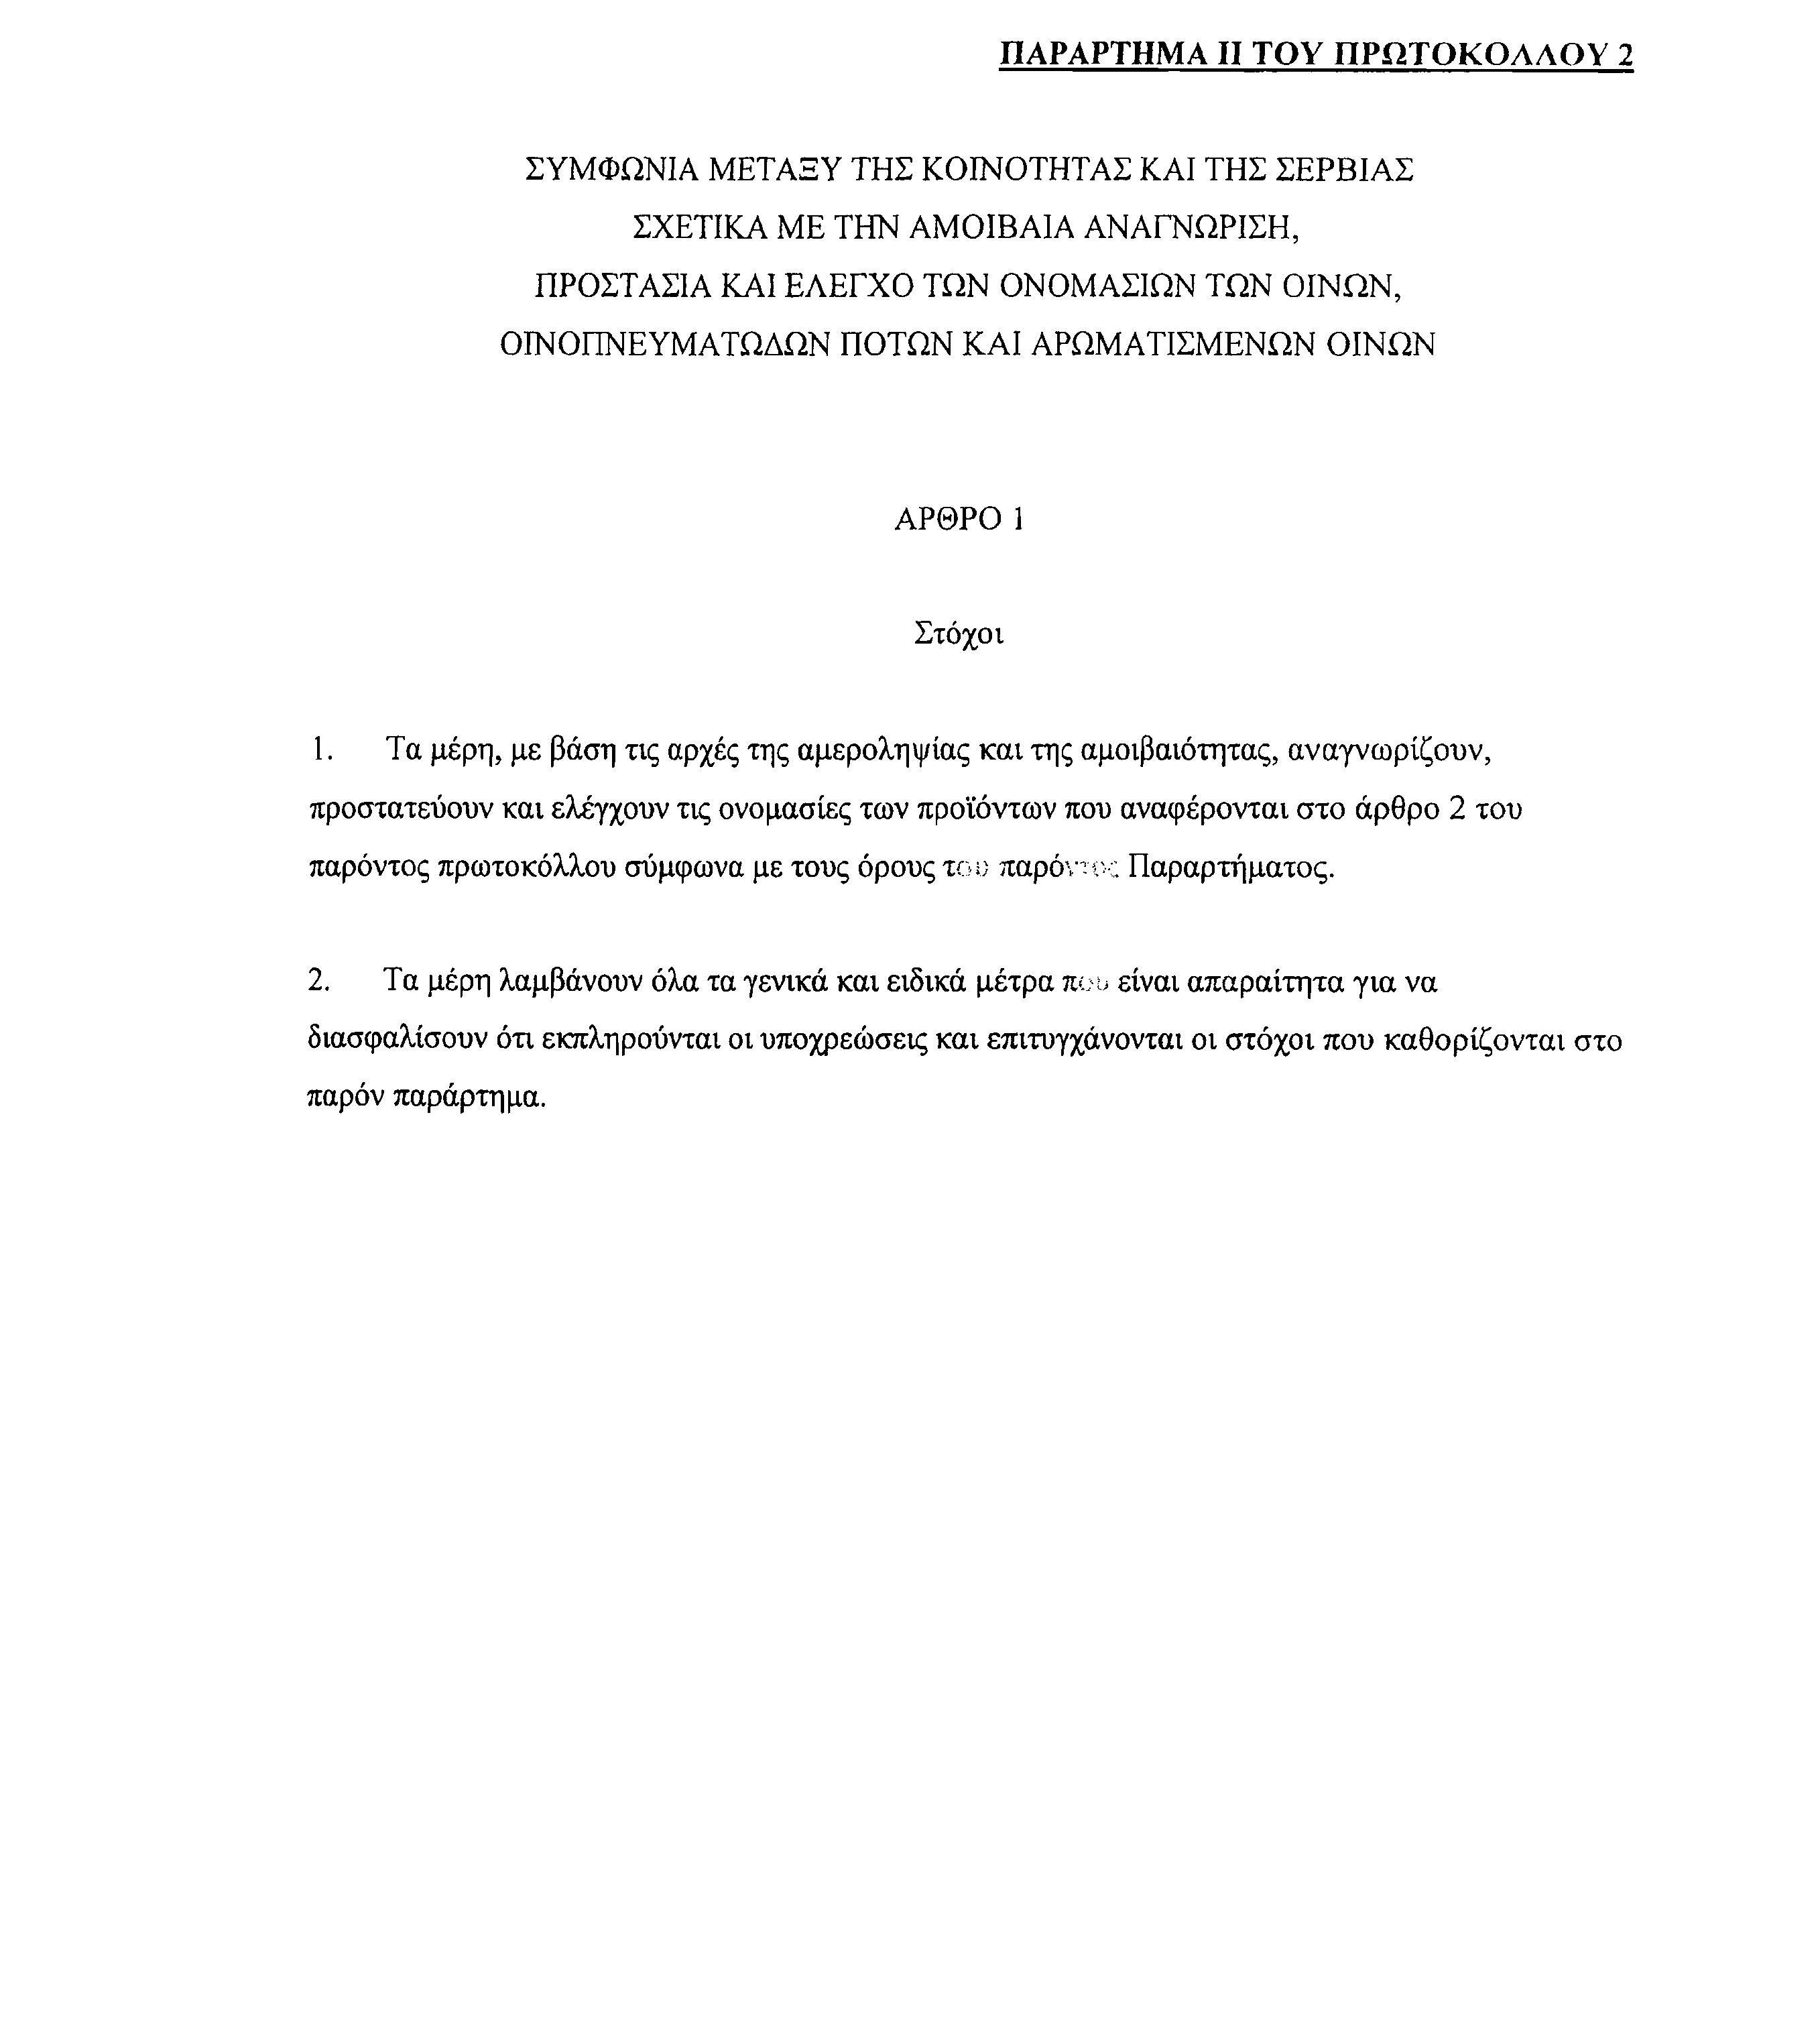 ΠΑΡΑΡΤΗΜΑ ΙΙ ΤΟΥ ΠΡΩΤΟΚΟΛΛΟΥ 2
ΣΥΜΦΩΝΙΑ ΜΕΤΑΞΥ ΤΗΣ ΚΟΙΝΟΤΗΤΑΣ ΚΑΙ ΤΗΣ ΣΕΡΒΙΑΣ
ΣΧΕΤΙΚΑ ΜΕ ΤΗΝ ΑΜΟΙΒΑΙΑ ΑΝΑΓΝΩΡΙΣΗ,
ΠΡΟΣΤΑΣΙΑ ΚΑΙ ΕΛΕΓΧΟ ΤΩΝ ΟΝΟΜΑΣΙΩΝ ΤΩΝ ΟΙΝΩΝ,
ΟΙΝΟΠΝΕΥΜΑΤΩΔΩΝ ΠΟΤΩΝ ΚΑΙ ΑΡΩΜΑΤΙΣΜΕΝΩΝ ΟΙΝΩΝ
ΑΡΘΡΟ 1
Στόχοι
1. Τα μέρη, με βάση τις αρχές της αμεροληψίας και της αμοιβαιότητας, αναγνωρίζουν,
προστατεύουν και ελέγχουν τις ονομασίες των προϊόντων που αναφέρονται στο άρθρο 2 του
παρόντος πρωτοκόλλου σύμφωνα με τους όρους του παρόντος Παραρτήματος.
2. Τα μέρη λαμβάνουν όλα τα γενικά και ειδικά μέτρα που είναι απαραίτητα για να
διασφαλίσουν ότι εκπληρούνται οι υποχρεώσεις και επιτυγχάνονται οι στόχοι που καθορίζονται στο
παρόν παράρτημα.